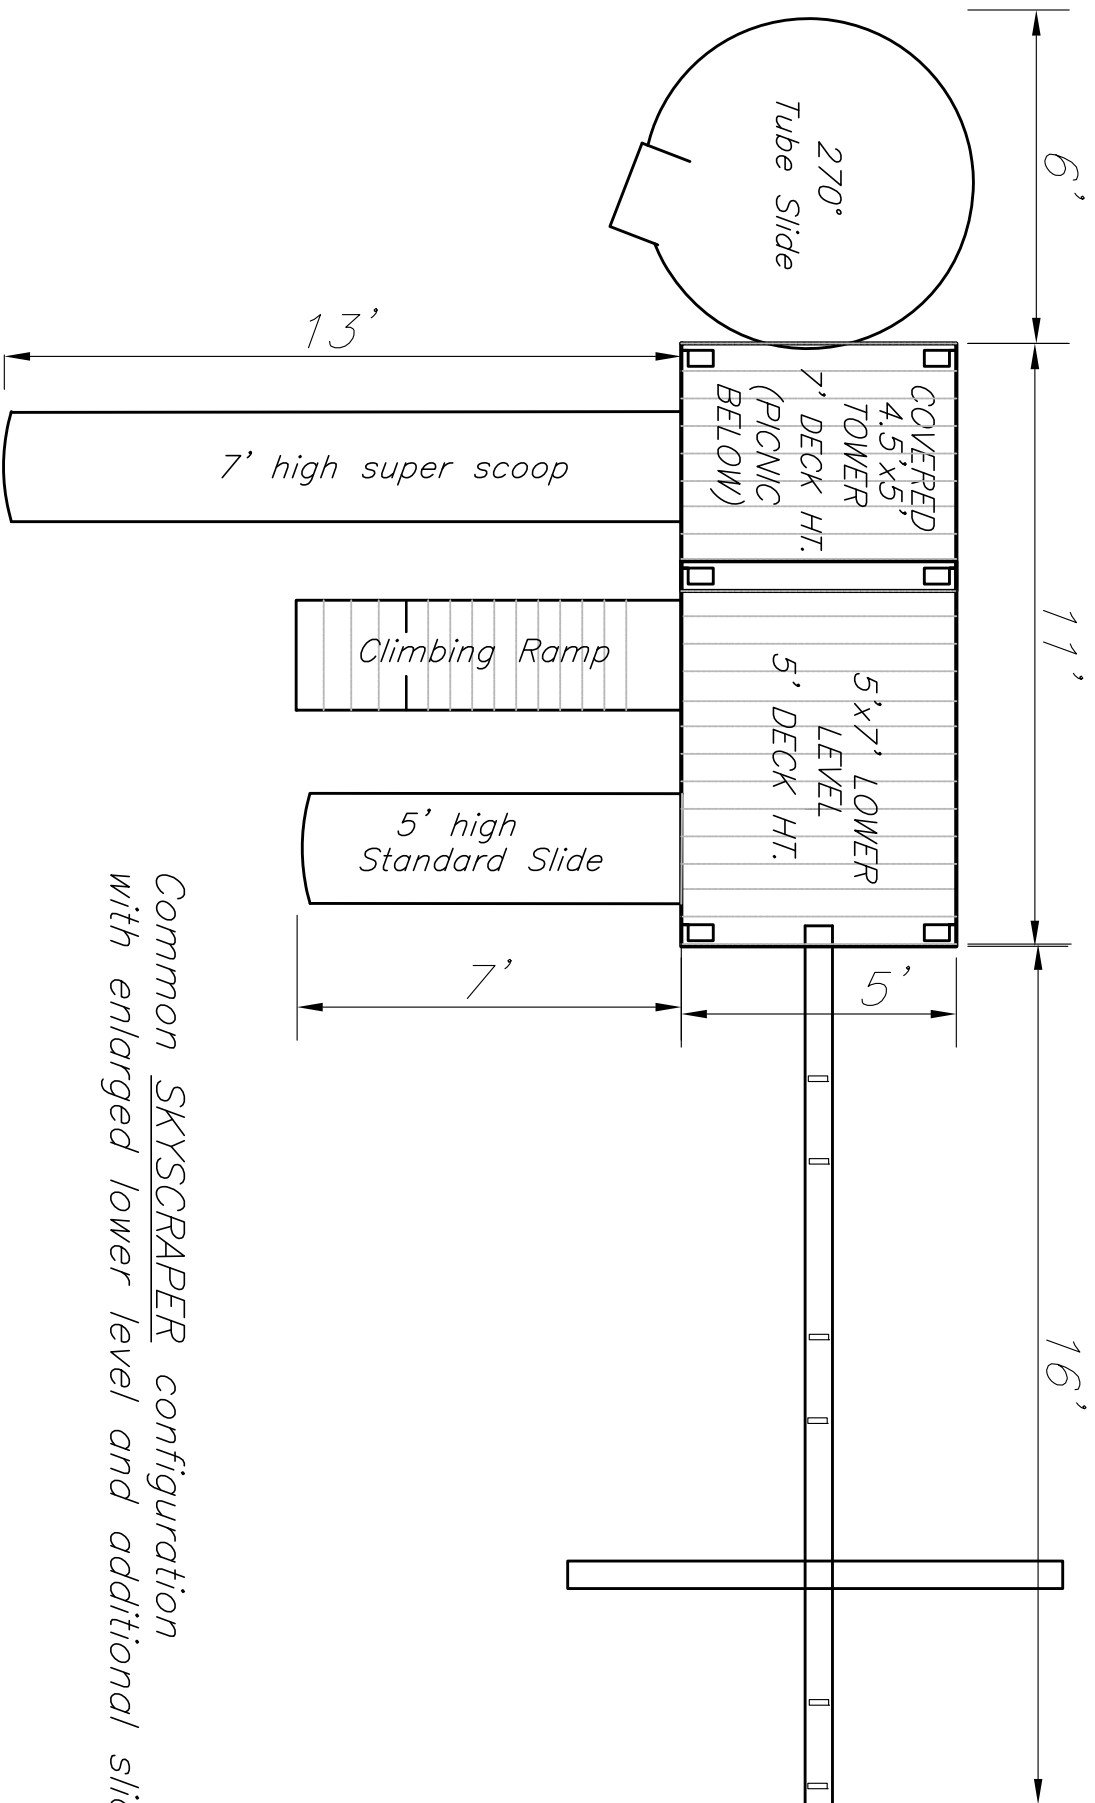 6'
270°
Tube Slide
13'
11'
COVERED
4.5'x5'
TOWER
7' DECK HT.
(PICNIC
BELOW)
7' high super scoop
Climbing Ramp
5'x7' LOWER
LEVEL
5' DECK HT.
5' high
Standard Slide
7'
5'
16'
Common SKYSCRAPER configuration
with enlarged lower level and additional